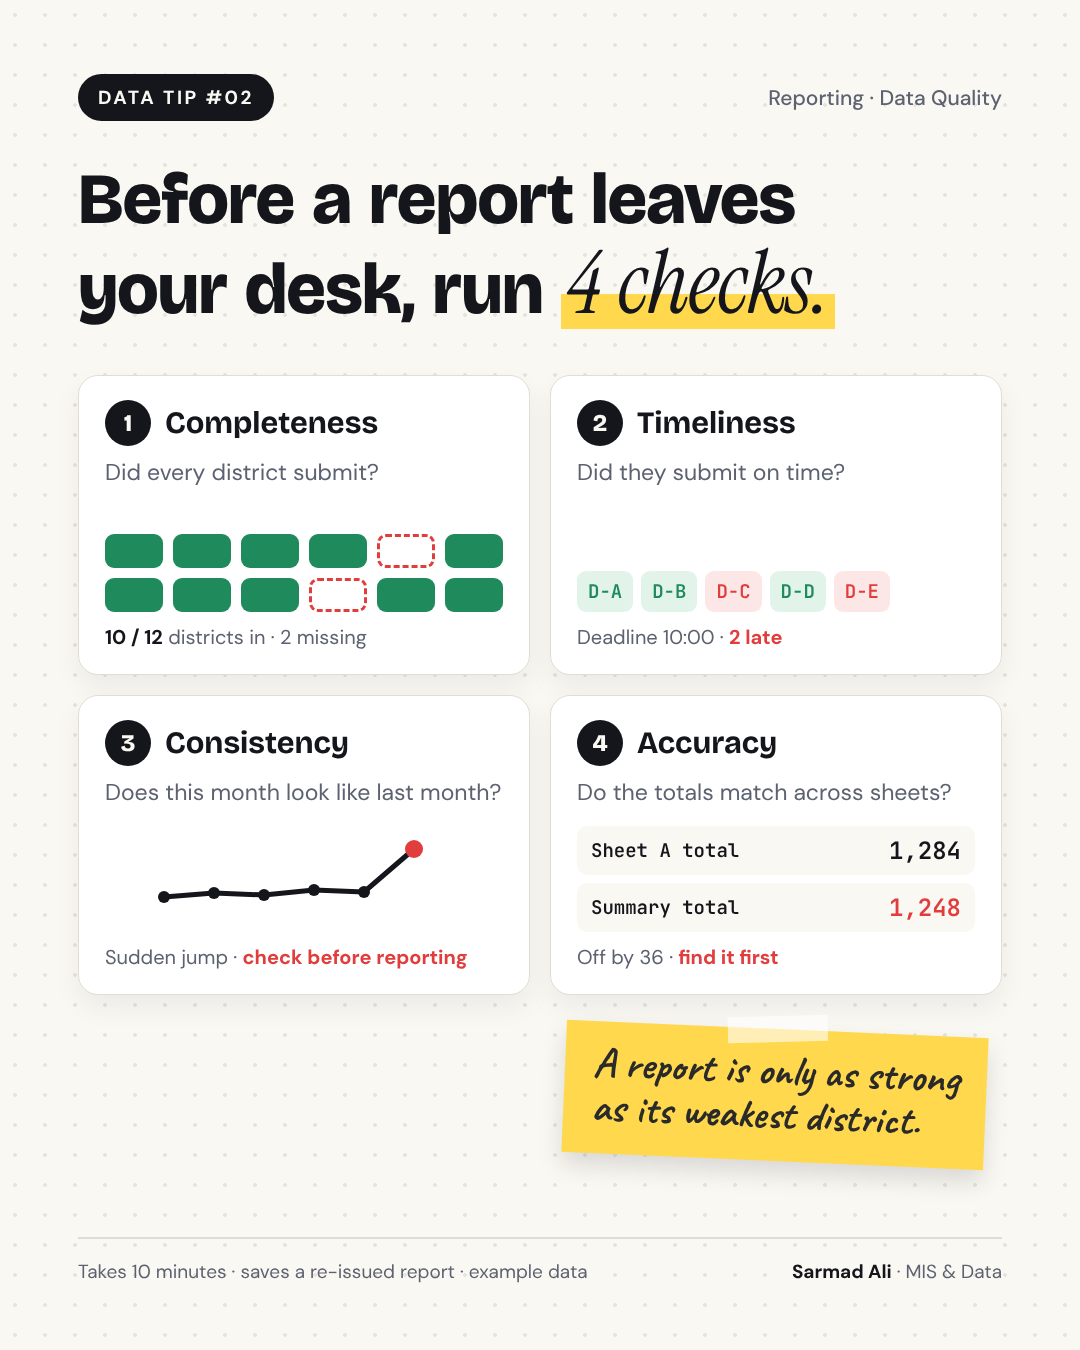 DATA TIP #02
Reporting · Data Quality
Before a report leaves
your desk, run 4 checks.
1 Completeness
Did every district submit?
10 / 12 districts in · 2 missing
2 Timeliness
Did they submit on time?
D-A D-B D-C D-D D-E
Deadline 10:00 · 2 late
3 Consistency
Does this month look like last month?
Sudden jump · check before reporting
4 Accuracy
Do the totals match across sheets?
Sheet A total 1,284
Summary total 1,248
Off by 36 · find it first
A report is only as strong
as its weakest district.
Takes 10 minutes · saves a re-issued report · example data
Sarmad Ali · MIS & Data